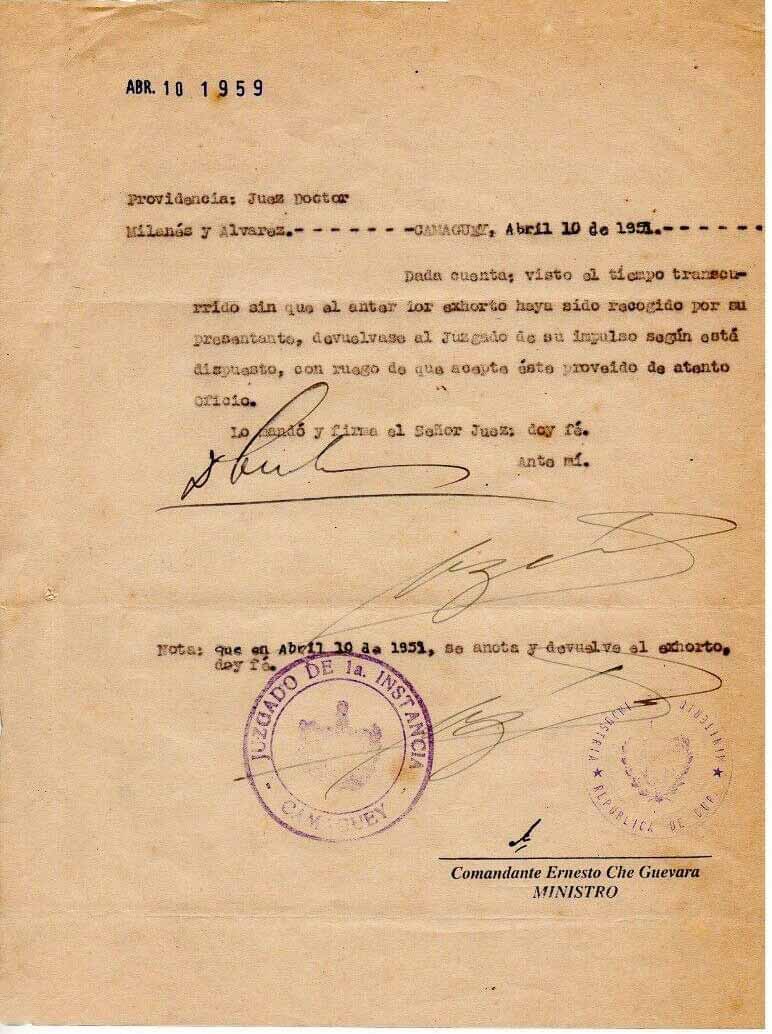 ABR. 10 1959
Providencia: Juez Doctor
Milanés y Alvarez.- - - - - - - -CAMAGUEY, Abril 10 de 1951.- - - - - -
Dada cuenta; visto el tiempo transcu-
rrido sin que el anter ior exhorto haya sido recogido por su
presentante, devuelvase al Juzgado de su impulso según está
dispuesto, con ruego de que acepte éste proveido de atento
Oficio.
Lo mandó y firma el Señor Juez; doy fé.
Ante mí.
Nota: que en Abril 10 de 1951, se anota y devuelve el exhorto,
doy fé.
JUZGADO DE 1a. INSTANCIA
- CAMAGUEY -
MINISTERIO
INDUSTRIA
★ REPUBLICA DE CUB. ★
Comandante Ernesto Che Guevara
MINISTRO